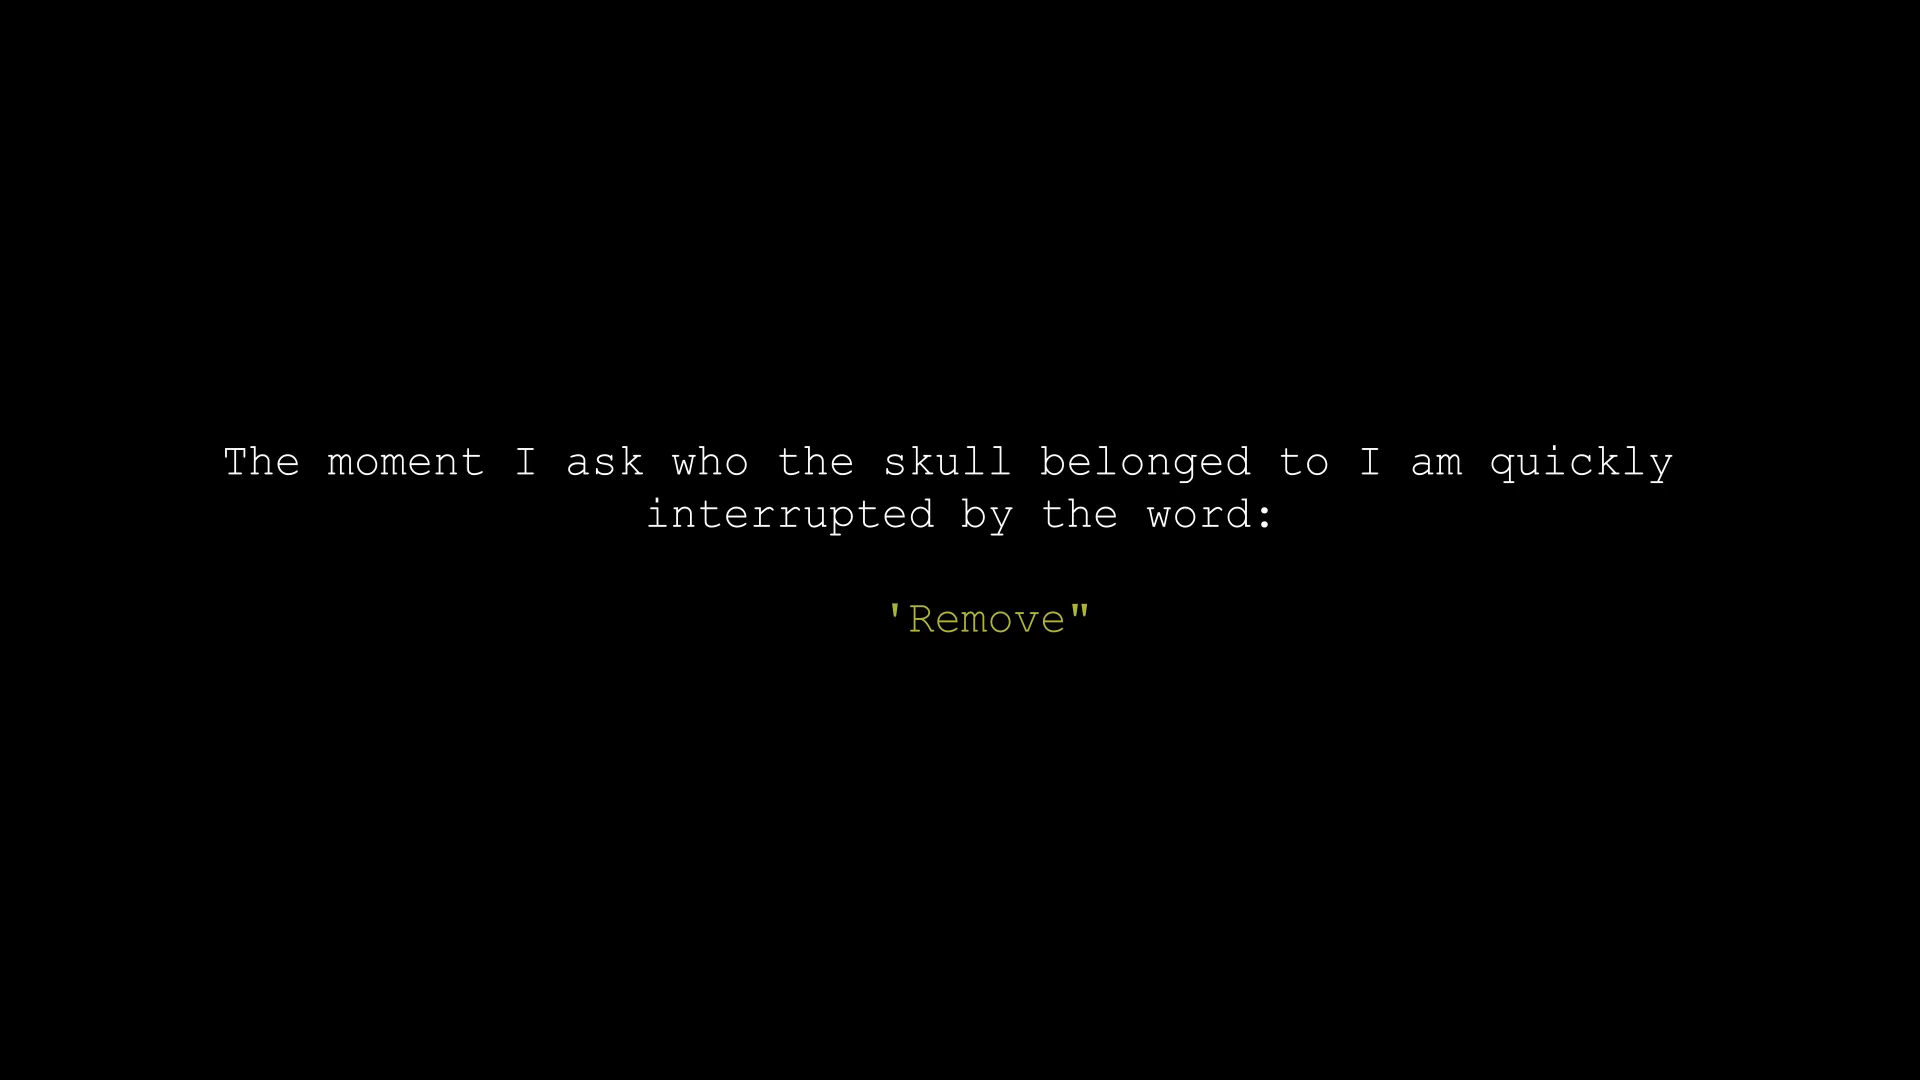 The moment I ask who the skull belonged to I am quickly
interrupted by the word:
'Remove"